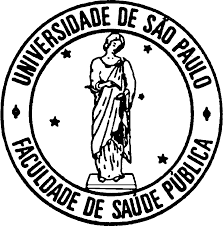 UNIVERSIDADE DE SÃO PAULO
FACULDADE DE SAÚDE PÚBLICA